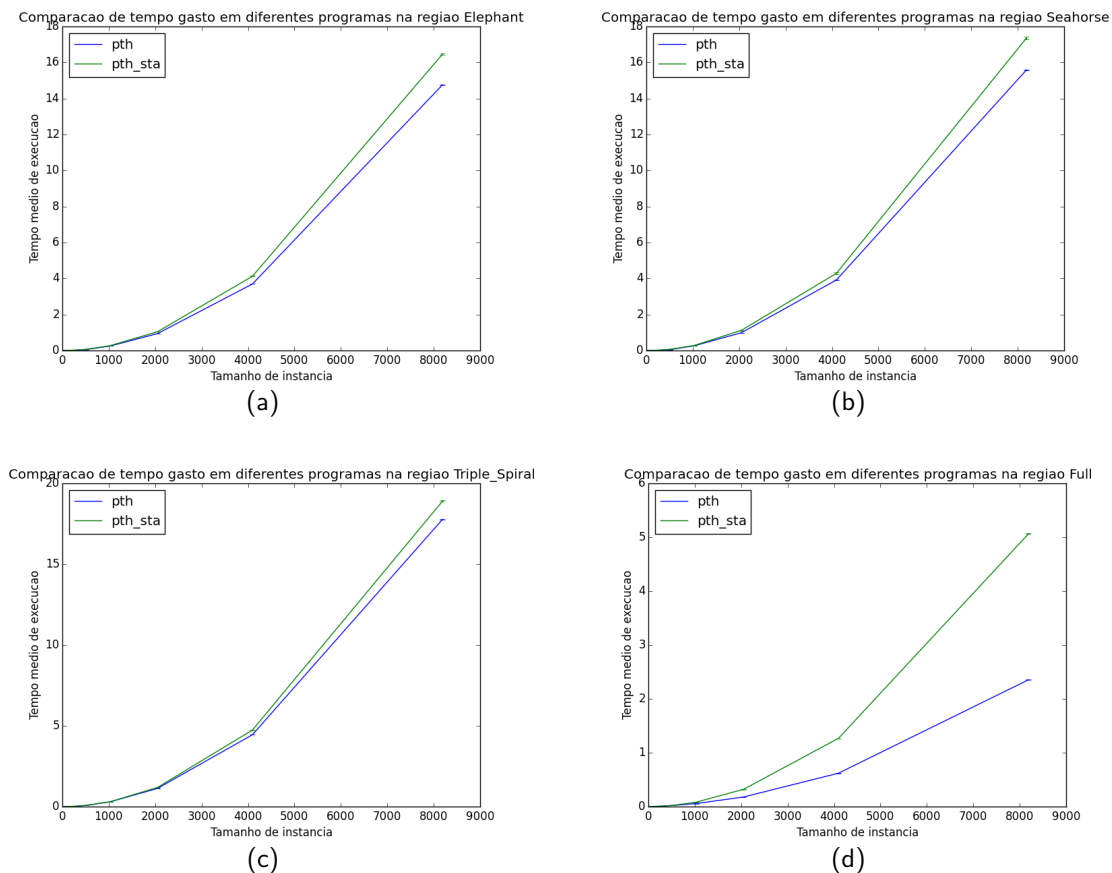 Comparacao de tempo gasto em diferentes programas na regiao Elephant
pth
pth_sta
18
16
14
12
10
8
6
4
2
0
Tempo medio de execucao
0 1000 2000 3000 4000 5000 6000 7000 8000 9000
Tamanho de instancia
(a)
Comparacao de tempo gasto em diferentes programas na regiao Seahorse
pth
pth_sta
18
16
14
12
10
8
6
4
2
0
Tempo medio de execucao
0 1000 2000 3000 4000 5000 6000 7000 8000 9000
Tamanho de instancia
(b)
Comparacao de tempo gasto em diferentes programas na regiao Triple_Spiral
pth
pth_sta
20
15
10
5
0
Tempo medio de execucao
0 1000 2000 3000 4000 5000 6000 7000 8000 9000
Tamanho de instancia
(c)
Comparacao de tempo gasto em diferentes programas na regiao Full
pth
pth_sta
6
5
4
3
2
1
0
Tempo medio de execucao
0 1000 2000 3000 4000 5000 6000 7000 8000 9000
Tamanho de instancia
(d)